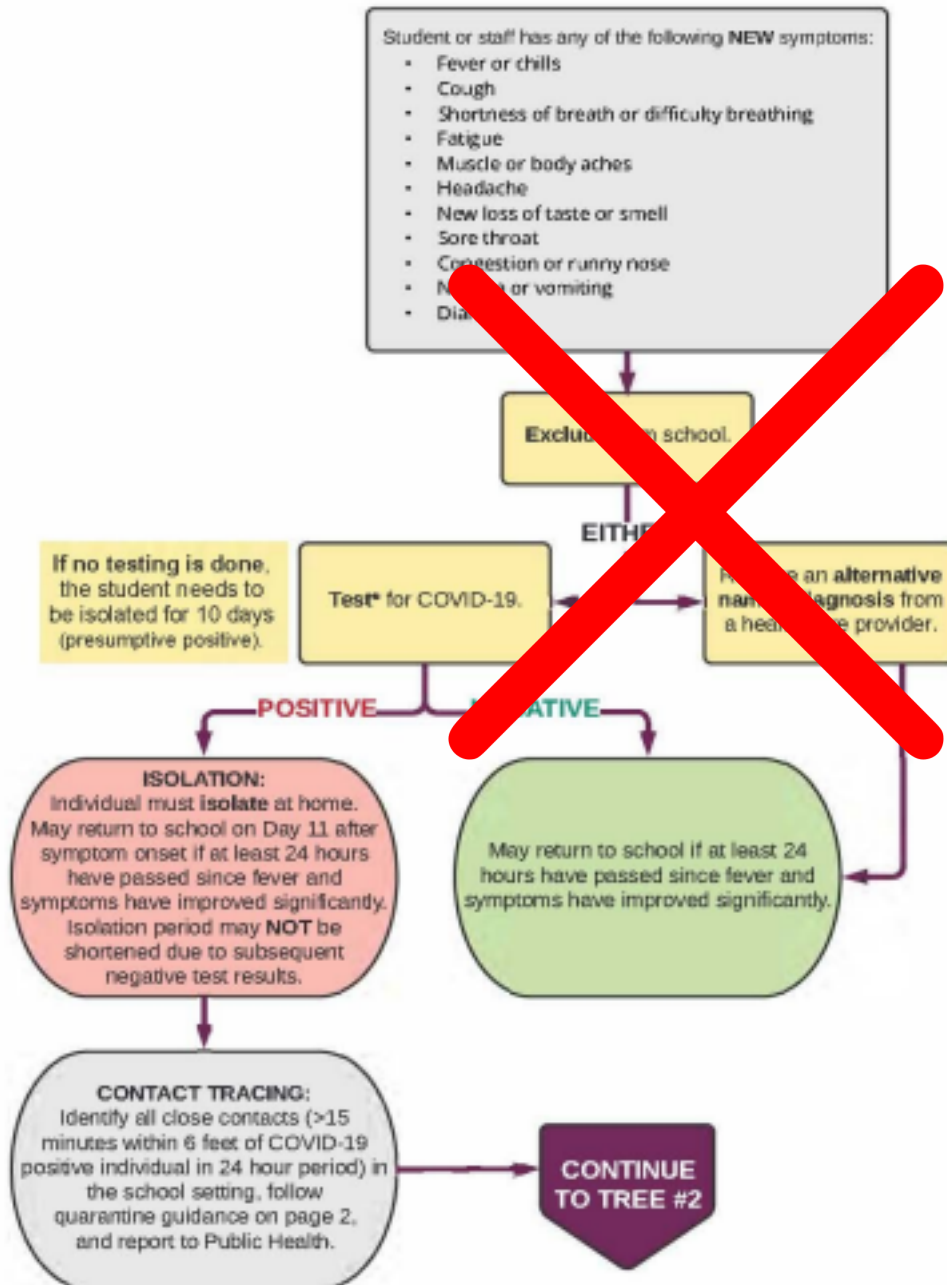 Student or staff has any of the following NEW symptoms:
• Fever or chills
• Cough
• Shortness of breath or difficulty breathing
• Fatigue
• Muscle or body aches
• Headache
• New loss of taste or smell
• Sore throat
• Congestion or runny nose
• or vomiting
•
school.
If no testing is done,
the student needs to
be isolated for 10 days
(presumptive positive).
Test* for COVID-19.
an alternative
from
a provider.
POSITIVE
ISOLATION:
Individual must isolate at home.
May return to school on Day 11 after
symptom onset if at least 24 hours
have passed since fever and
symptoms have improved significantly.
Isolation period may NOT be
shortened due to subsequent
negative test results.
May return to school if at least 24
hours have passed since fever and
symptoms have improved significantly.
CONTACT TRACING:
Identify all close contacts (>15
minutes within 6 feet of COVID-19
positive individual in 24 hour period) in
the school setting, follow
quarantine guidance on page 2,
and report to Public Health.
CONTINUE
TO TREE #2